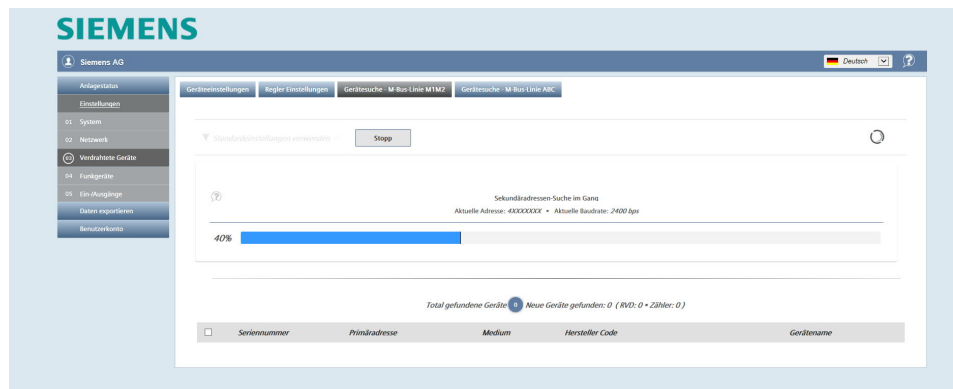 SIEMENS
Siemens AG
Deutsch
Anlagestatus
Einstellungen
01 System
02 Netzwerk
03 Verdrahtete Geräte
04 Funkgeräte
05 Ein-/Ausgänge
Daten exportieren
Benutzerkonto
Geräteeinstellungen Regler Einstellungen Gerätesuche - M-Bus-Linie M1M2 Gerätesuche - M-Bus-Linie ABC
Standardeinstellungen verwenden Stopp
Sekundäradressen-Suche im Gang
Aktuelle Adresse: 4XXXXXXX • Aktuelle Baudrate: 2400 bps
40%
Total gefundene Geräte 0 Neue Geräte gefunden: 0 ( RVD: 0 • Zähler: 0 )
Seriennummer Primäradresse Medium Hersteller Code Gerätename